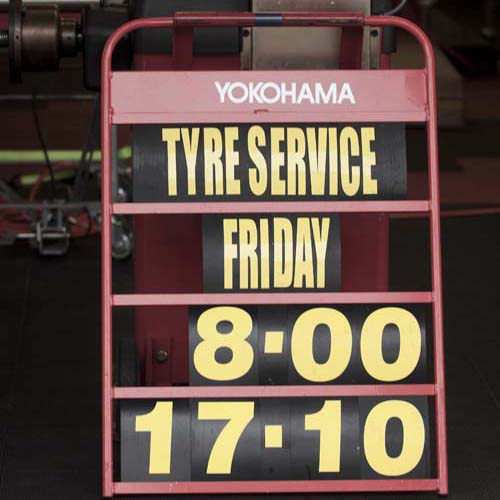 YOKOHAMA
TYRE SERVICE
FRIDAY
8·00
17·10